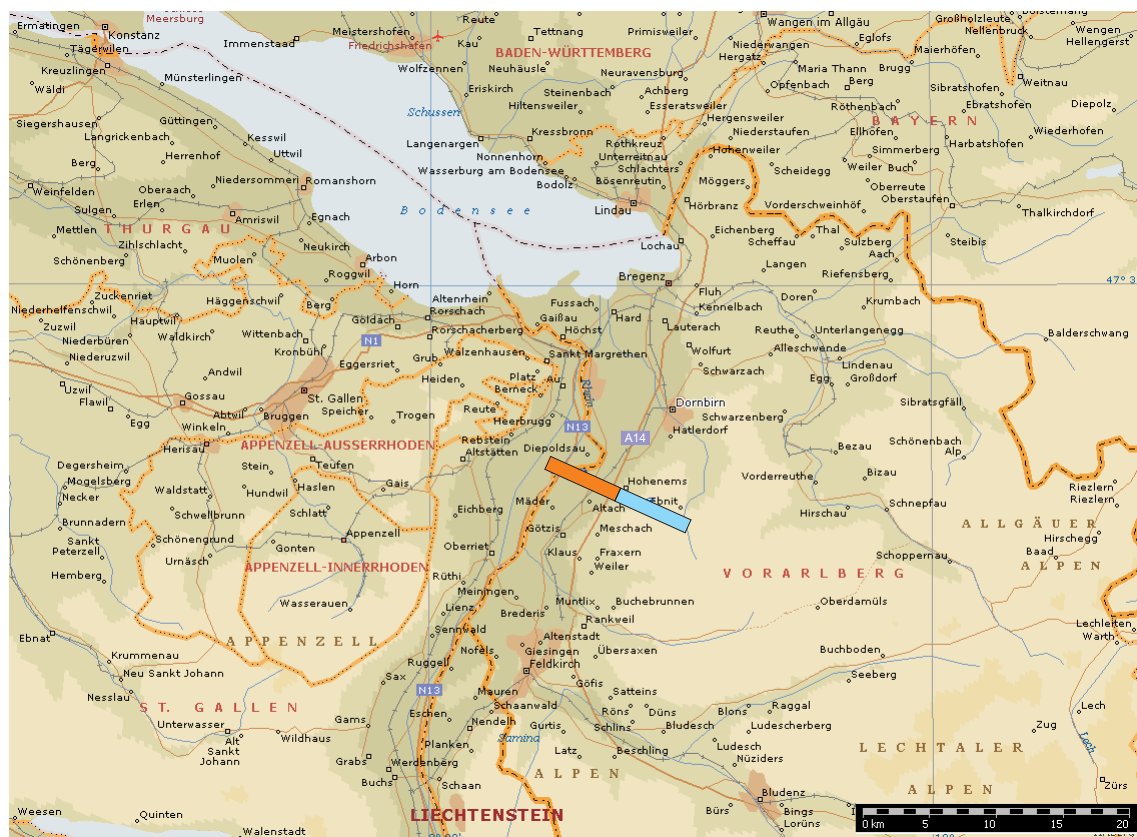 Meersburg
Reute
Wangen im Allgäu
Großholzleute
Nellenbruck
Wengen
Hellengerst
Ermatingen
Konstanz
Immenstaad
Meistershofen
Friedrichshafen
Kau
Tettnang
Primisweiler
Niederwangen
Hergatz
Eglofs
Maierhöfen
Tägerwilen
Kreuzlingen
Wäldi
Münsterlingen
Wolfzennen
Neuhäusle
BADEN-WÜRTTEMBERG
Neuravensburg
Maria Thann
Brugg
Berg
Weitnau
Eriskirch
Steinenbach
Achberg
Opfenbach
Sibratshofen
Schussen
Hiltensweiler
Esseratsweiler
Röthenbach
Ebratshofen
Diepolz
Siegershausen
Güttingen
Langrickenbach
Kesswil
Langenargen
Kressbronn
Hergensweiler
Niederstaufen
Ellhofen
BAYERN
Wiederhofen
Harbatshofen
Berg
Herrenhof
Uttwil
Nonnenhorn
Rothkreuz
Unterreitnau
Hohenweiler
Simmerberg
Weinfelden
Niedersommeri
Romanshorn
Wasserburg am Bodensee
Bodolz
Schlachters
Bösenreutin
Möggers
Scheidegg
Weiler
Buch
Oberreute
Oberstaufen
Oberaach
Erlen
Sulgen
Amriswil
Egnach
Bodensee
Lindau
Hörbranz
Vorderschweinhöf
Thalkirchdorf
Mettlen
THURGAU
Zihlschlacht
Schönenberg
Muolen
Neukirch
Lochau
Eichenberg
Scheffau
Thal
Sulzberg
Aach
Steibis
Roggwil
Arbon
Bregenz
Langen
Riefensberg
47° 3
Zuckenriet
Häggenschwil
Berg
Horn
Altenrhein
Fussach
Fluh
Doren
Krumbach
Niederhelfenschwil
Hauptwil
Rorschach
Gaißau
Hard
Kennelbach
Zuzwil
Waldkirch
Wittenbach
Goldach
Rorschacherberg
Höchst
Lauterach
Reuthe
Unterlangenegg
Balderschwang
Niederbüren
Niederuzwil
Kronbühl
N1
Eggersriet
Grub
Walzenhausen
Sankt Margrethen
Wolfurt
Alleschwende
Lindenau
Andwil
Heiden
Platz
Au
Berneck
Rhein
Schwarzach
Egg
Großdorf
Uzwil
Flawil
Gossau
Abtwil
Bruggen
St. Gallen
Speicher
Trogen
Reute
Heerbrugg
Dornbirn
Schwarzenberg
Sibratsgfäll
Winkeln
Herisau
APPENZELL-AUSSERRHODEN
Rebstein
Altstätten
N13
Diepoldsau
A14
Hatlerdorf
Bezau
Schönenbach
Alp
Degersheim
Mogelsberg
Necker
Stein
Teufen
Waldstatt
Hundwil
Haslen
Gais
Hohenems
Ebnit
Vorderreuthe
Bizau
Riezlern
Riezlern
Schwellbrunn
Schlatt
Eichberg
Mäder
Altach
Hirschau
Schnepfau
Brunnadern
Sankt
Peterzell
Schönengrund
Appenzell
Götzis
Meschach
ALLGÄUER
ALPEN
Hirschegg
Baad
Urnäsch
Gonten
APPENZELL-INNERRHODEN
Oberriet
Klaus
Fraxern
Weiler
Schoppernau
Hemberg
Wasserauen
Rüthi
Meiningen
VORARLBERG
Lienz
Brederis
Muntlix
Buchebrunnen
Oberdamüls
Rankweil
Lechleiten
Warth
Ebnat
APPENZELL
Sennwald
Altenstadt
Nofels
Giesingen
Feldkirch
Übersaxen
Buchboden
Krummenau
Neu Sankt Johann
Ruggell
Sax
Göfis
Seeberg
Nesslau
ST. GALLEN
N13
Mauren
Schaanwald
Satteins
Röns
Düns
Blons
Raggal
Lech
Unterwasser
Alt
Sankt
Johann
Wildhaus
Gams
Eschen
Nendeln
Gurtis
Schlins
Bludesch
Ludescherberg
Zug
Planken
Samina
Latz
Beschling
Ludesch
Nüziders
LECHTALER
ALPEN
Lech
Grabs
Werdenberg
Buchs
Schaan
ALPEN
Bludenz
Zürs
Weesen
Quinten
Walenstadt
LIECHTENSTEIN
Bürs
Bings
Lorüns
0 km
5
10
15
20